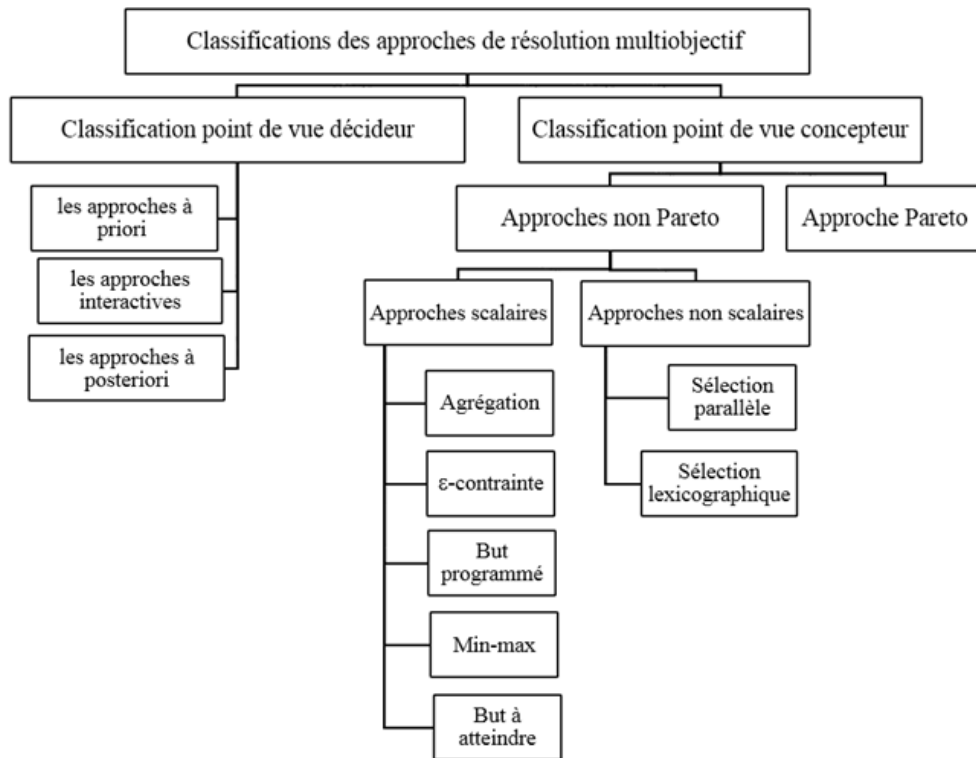 Classifications des approches de résolution multiobjectif
Classification point de vue décideur
Classification point de vue concepteur
les approches à
priori
les approches
interactives
les approches à
posteriori
Approches non Pareto
Approche Pareto
Approches scalaires
Approches non scalaires
Agrégation
ε-contrainte
But
programmé
Min-max
But à
atteindre
Sélection
parallèle
Sélection
lexicographique